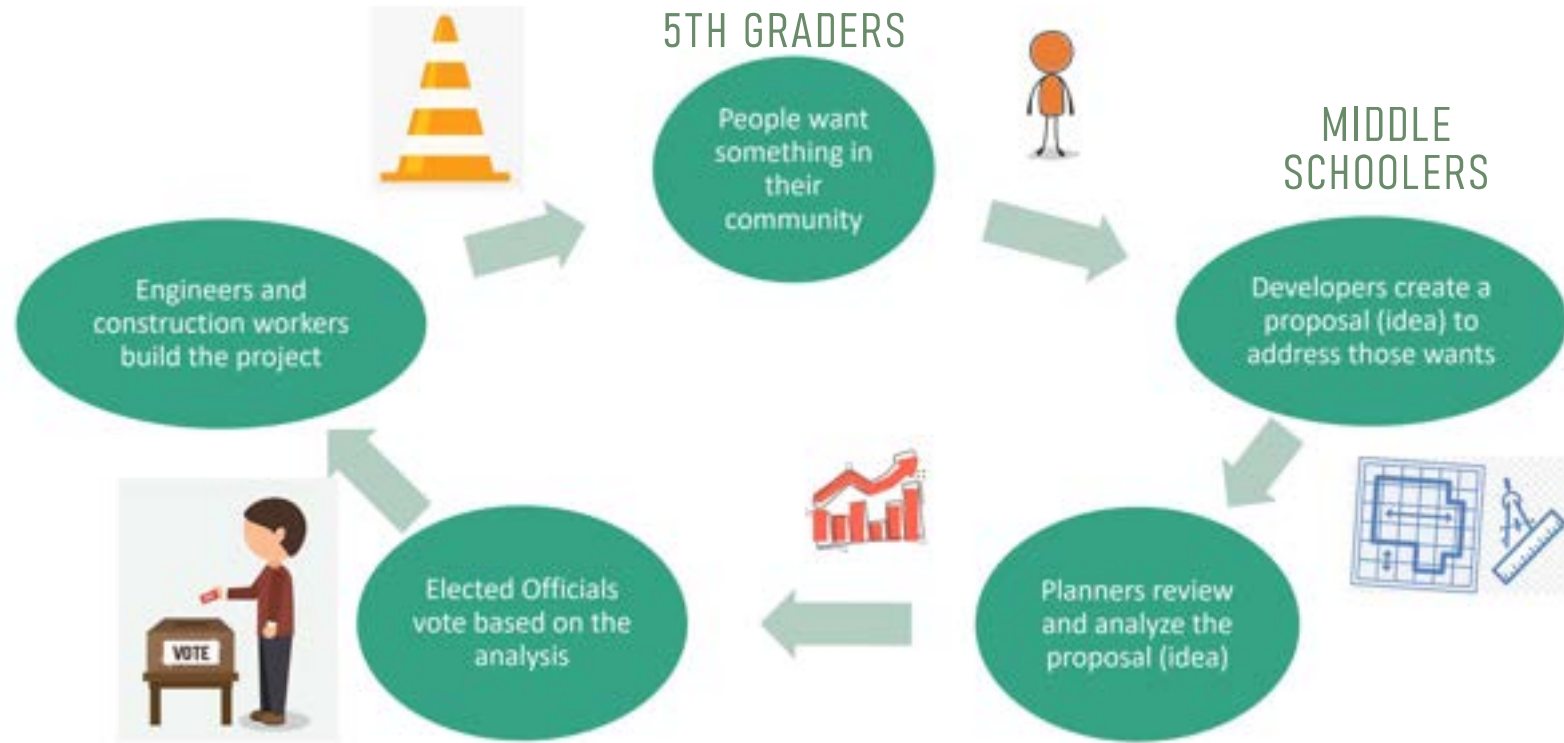 5TH GRADERS
People want
something in
their
community
MIDDLE
SCHOOLERS
Developers create a
proposal (idea) to
address those wants
Planners review
and analyze the
proposal (idea)
Elected Officials
vote based on the
analysis
VOTE
Engineers and
construction workers
build the project